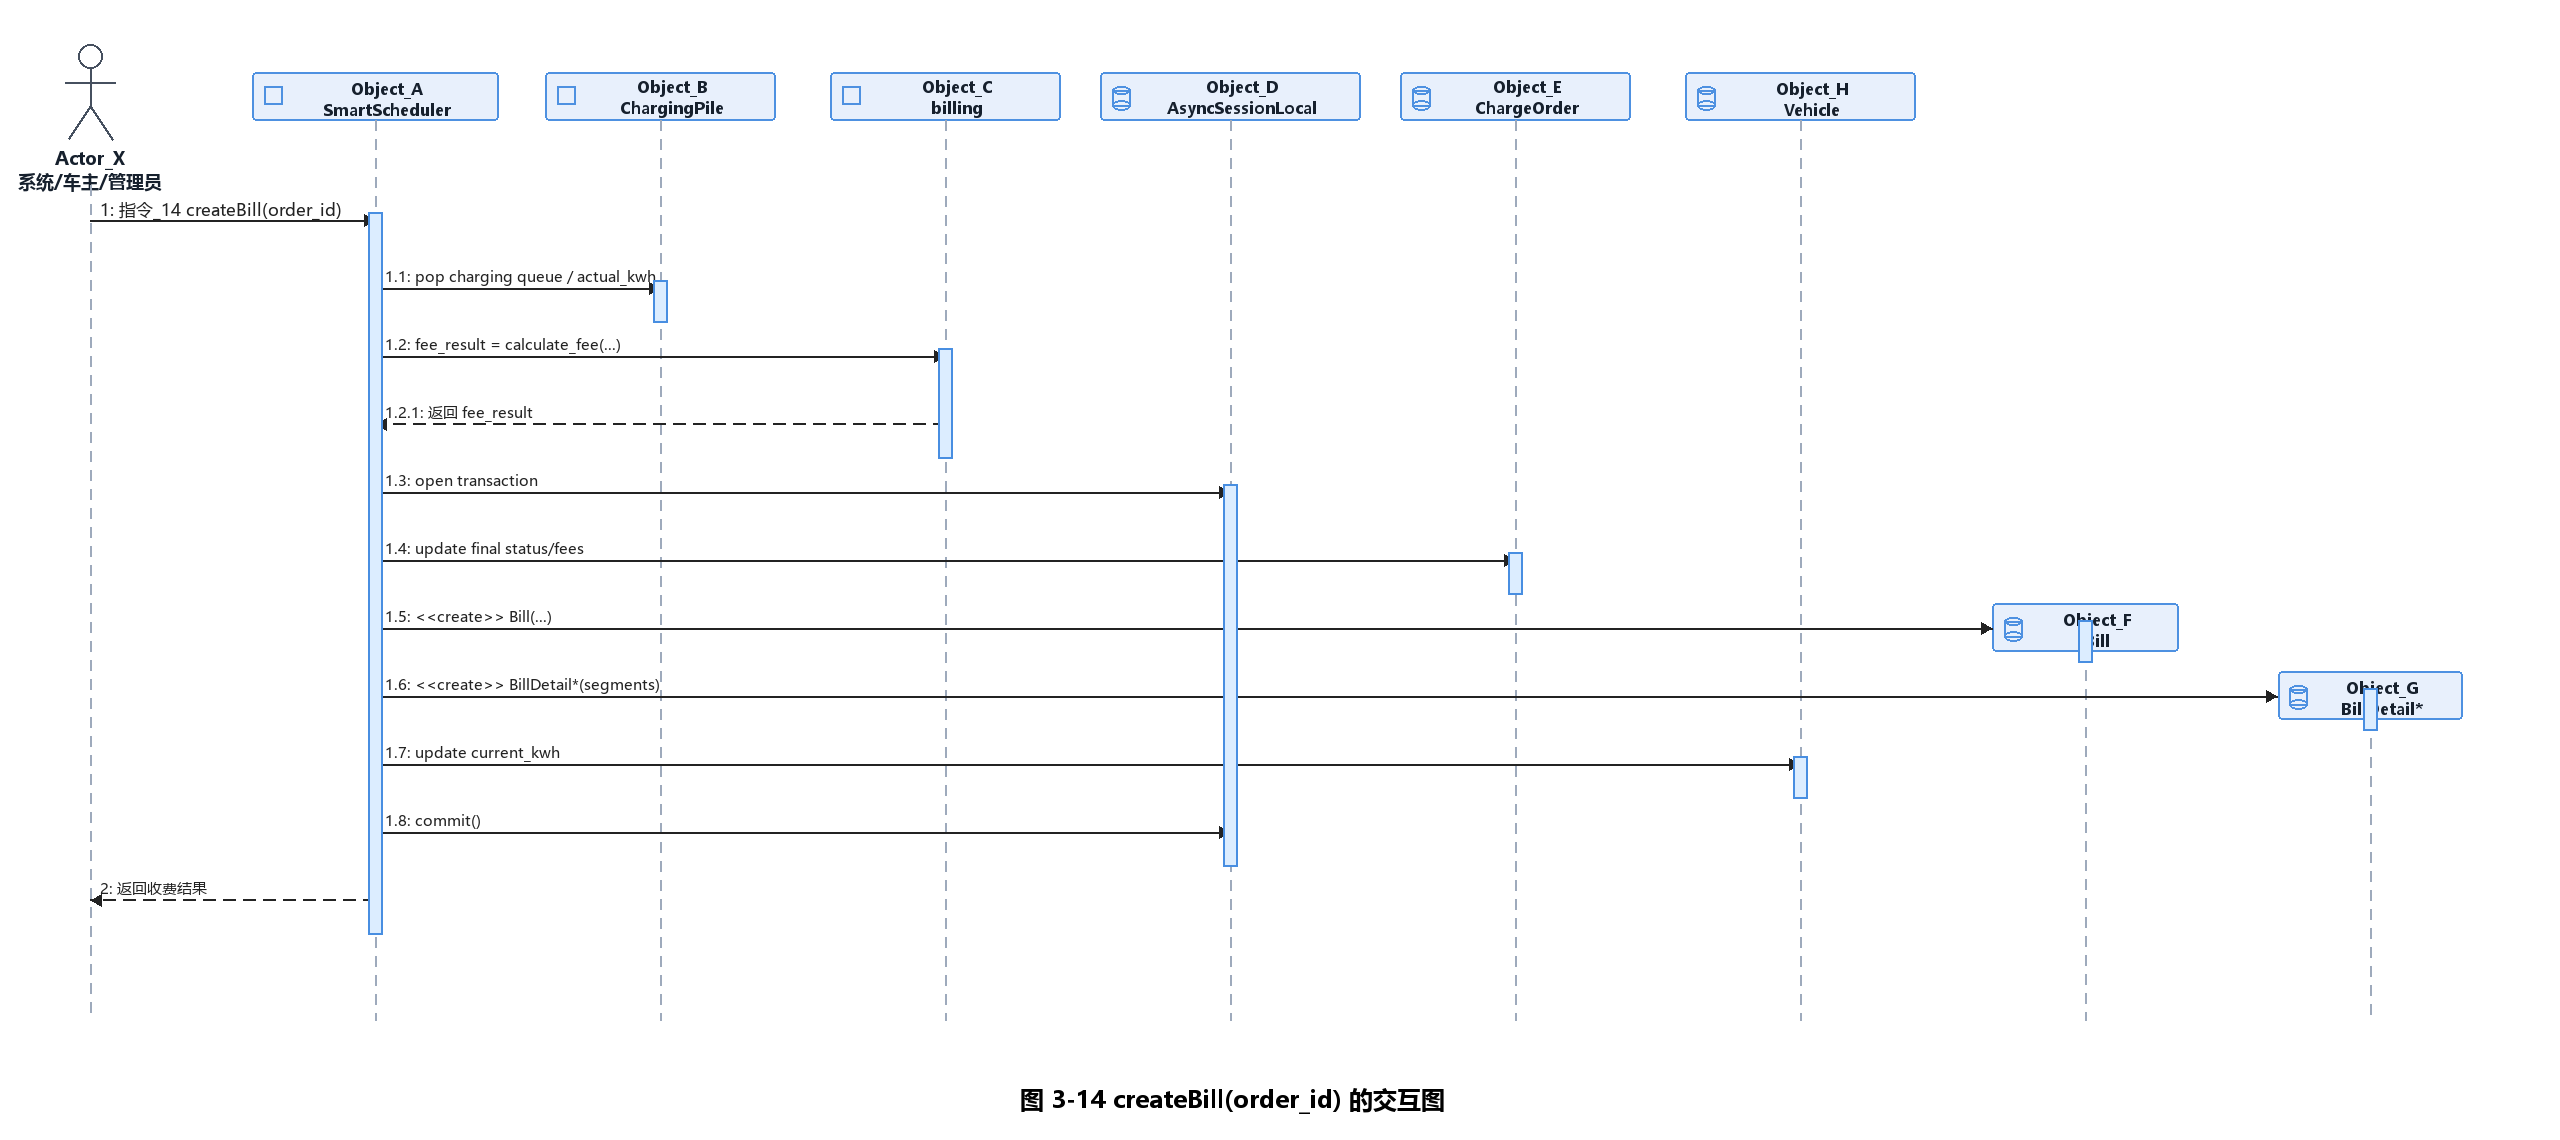 Actor_X
系统/车主/管理员
Object_A
SmartScheduler
Object_B
ChargingPile
Object_C
billing
Object_D
AsyncSessionLocal
Object_E
ChargeOrder
Object_H
Vehicle
1: 指令_14 createBill(order_id)
1.1: pop charging queue / actual_kwh
1.2: fee_result = calculate_fee(...)
1.2.1: 返回 fee_result
1.3: open transaction
1.4: update final status/fees
1.5: <<create>> Bill(...)
Object_F
Bill
1.6: <<create>> BillDetail*(segments)
Object_G
BillDetail*
1.7: update current_kwh
1.8: commit()
2: 返回收费结果
图 3-14 createBill(order_id) 的交互图